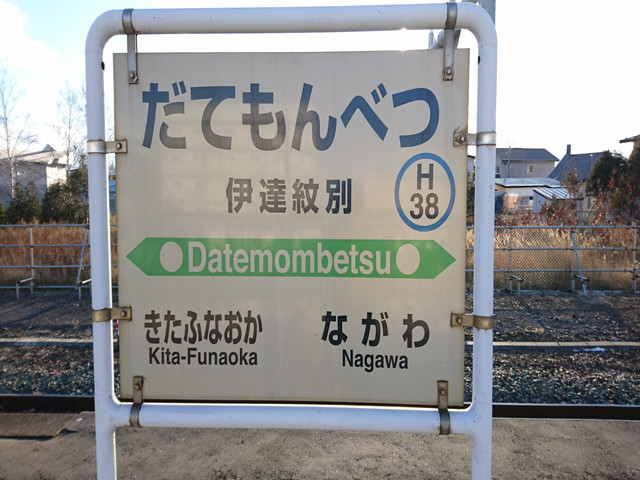 だてもんべつ
伊達紋別
H
38
Datemombetsu
きたふなおか
Kita-Funaoka
ながわ
Nagawa